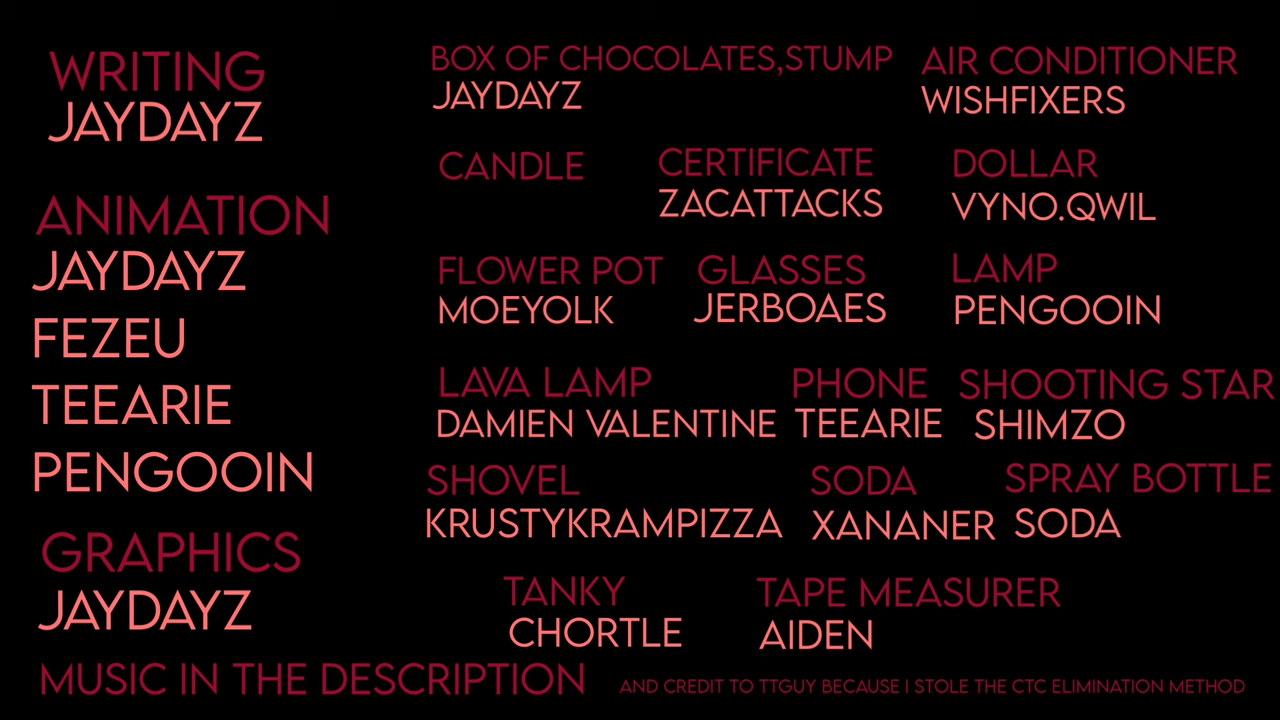 WRITING
JAYDAYZ
ANIMATION
JAYDAYZ
FEZEU
TEEARIE
PENGOOIN
GRAPHICS
JAYDAYZ
BOX OF CHOCOLATES,STUMP
JAYDAYZ
AIR CONDITIONER
WISHFIXERS
CANDLE
CERTIFICATE
ZACATTACKS
DOLLAR
VYNO.QWIL
FLOWER POT
MOEYOLK
GLASSES
JERBOAES
LAMP
PENGOOIN
LAVA LAMP
DAMIEN VALENTINE
PHONE
TEEARIE
SHOOTING STAR
SHIMZO
SHOVEL
KRUSTYKRAMPIZZA
SODA
XANANER
SPRAY BOTTLE
SODA
TANKY
CHORTLE
TAPE MEASURER
AIDEN
MUSIC IN THE DESCRIPTION
AND CREDIT TO TTGUY BECAUSE I STOLE THE CTC ELIMINATION METHOD